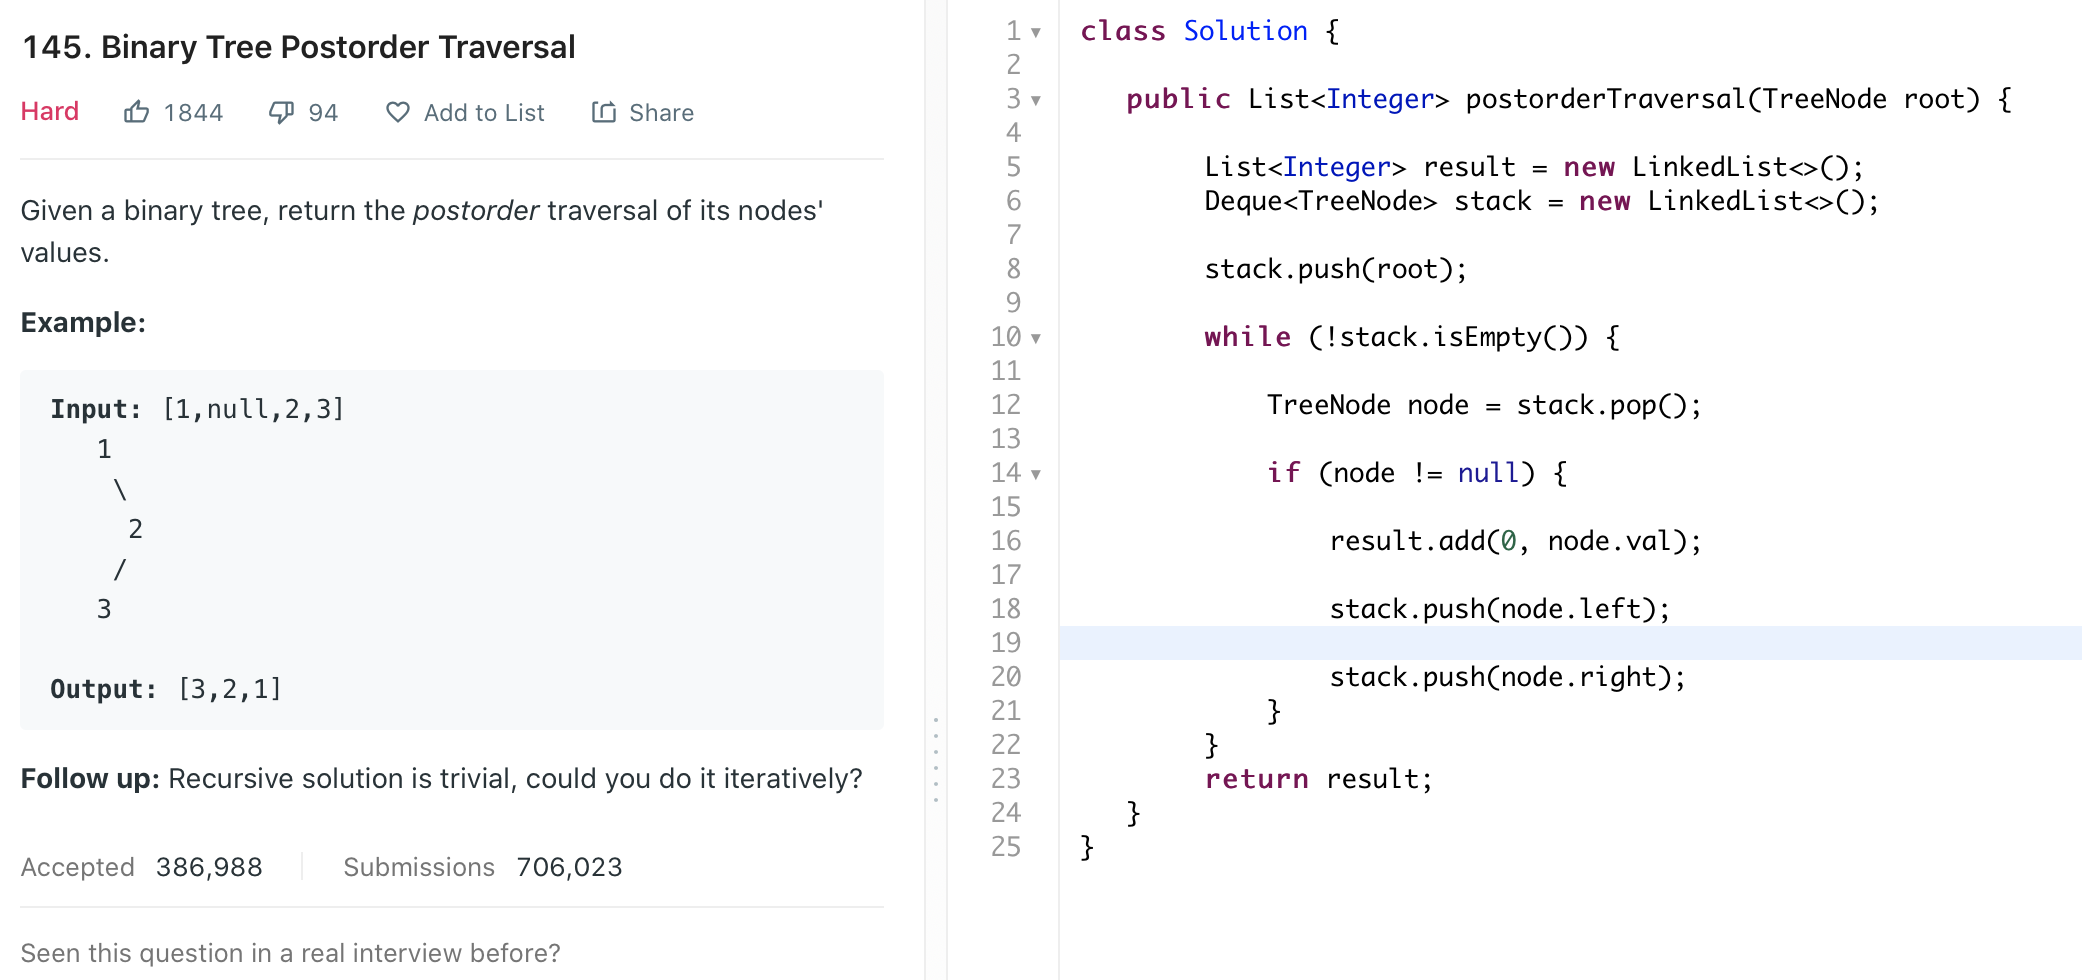 145. Binary Tree Postorder Traversal
Hard 1844 94 Add to List Share
Given a binary tree, return the postorder traversal of its nodes'
values.
Example:
Input: [1,null,2,3]
   1
    \
     2
    /
   3
Output: [3,2,1]
Follow up: Recursive solution is trivial, could you do it iteratively?
Accepted 386,988 Submissions 706,023
Seen this question in a real interview before?
1 class Solution {
2
3    public List<Integer> postorderTraversal(TreeNode root) {
4
5        List<Integer> result = new LinkedList<>();
6        Deque<TreeNode> stack = new LinkedList<>();
7
8        stack.push(root);
9
10        while (!stack.isEmpty()) {
11
12            TreeNode node = stack.pop();
13
14            if (node != null) {
15
16                result.add(0, node.val);
17
18                stack.push(node.left);
19
20                stack.push(node.right);
21            }
22        }
23        return result;
24    }
25 }